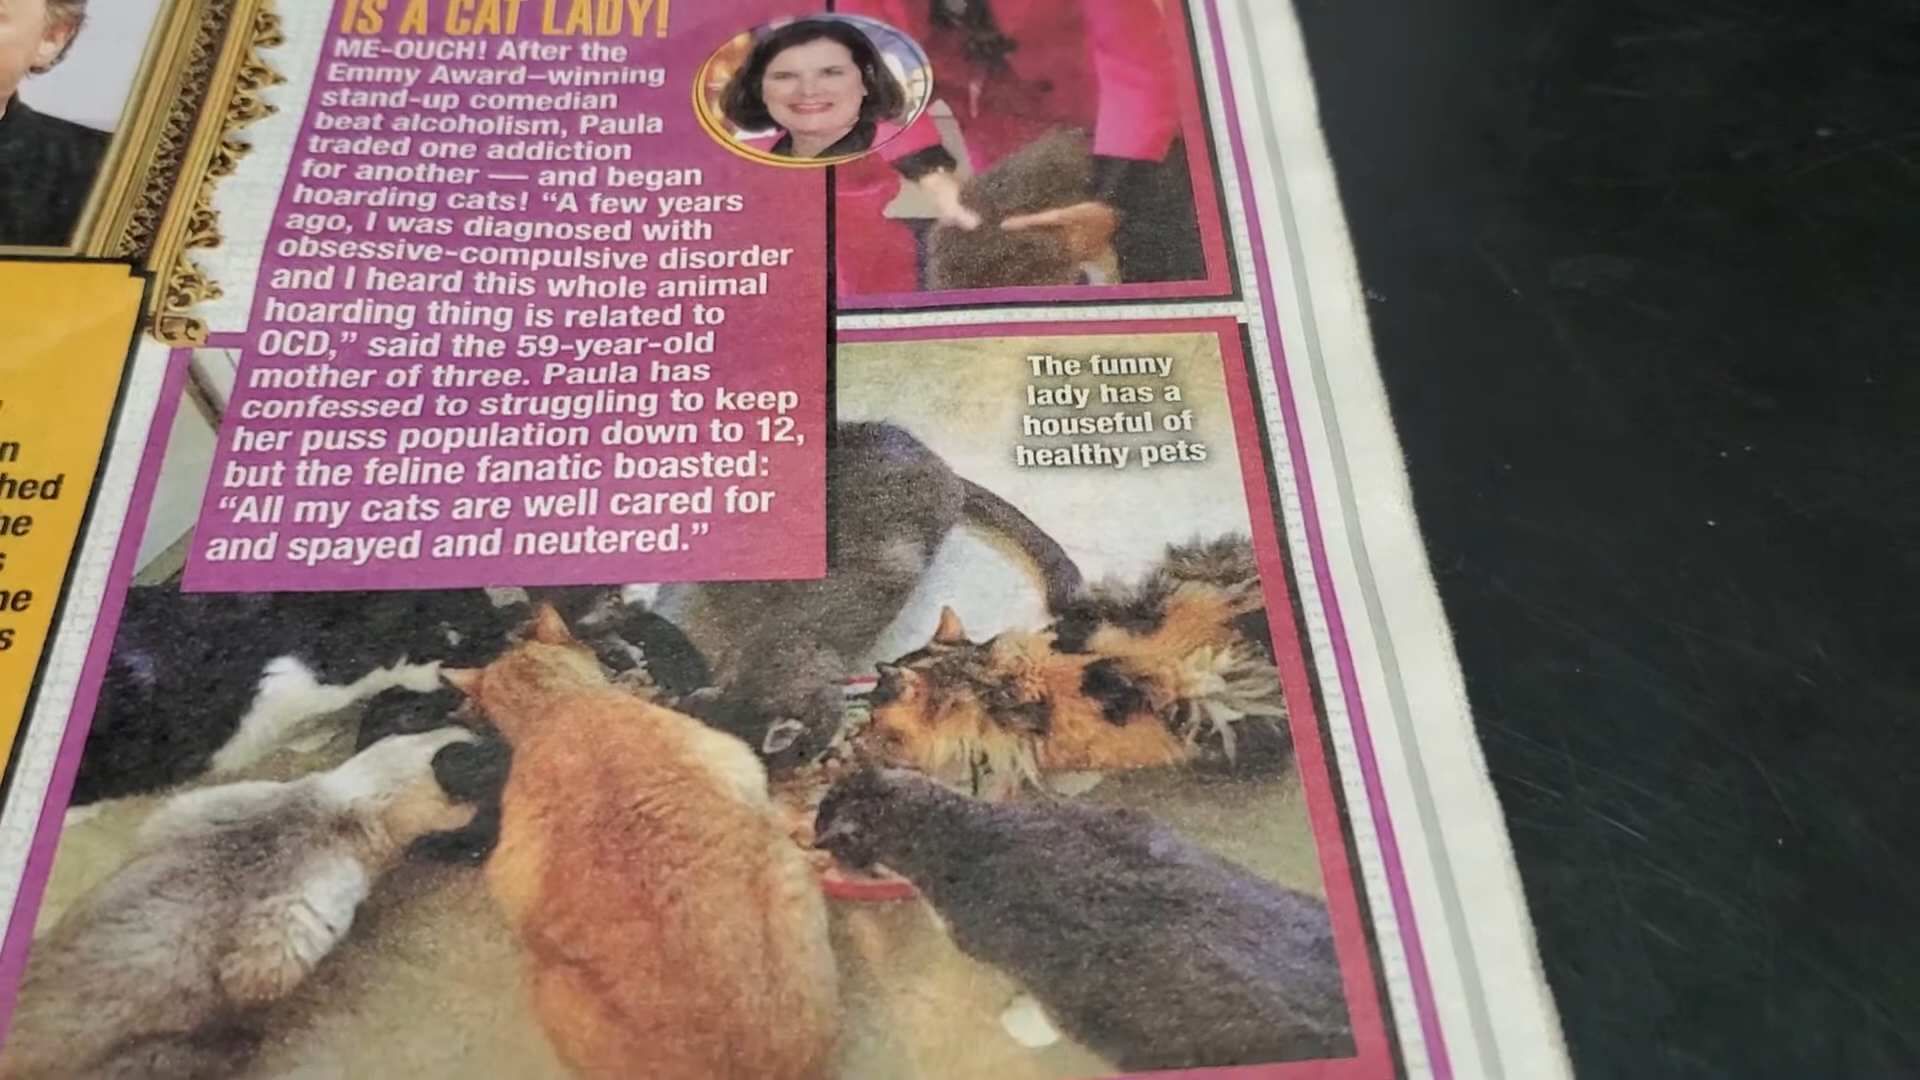 IS A CAT LADY!
ME-OUCH! After the
Emmy Award–winning
stand-up comedian
beat alcoholism, Paula
traded one addiction
for another — and began
hoarding cats! “A few years
ago, I was diagnosed with
obsessive-compulsive disorder
and I heard this whole animal
hoarding thing is related to
OCD,” said the 59-year-old
mother of three. Paula has
confessed to struggling to keep
her puss population down to 12,
but the feline fanatic boasted:
“All my cats are well cared for
and spayed and neutered.”
The funny
lady has a
houseful of
healthy pets